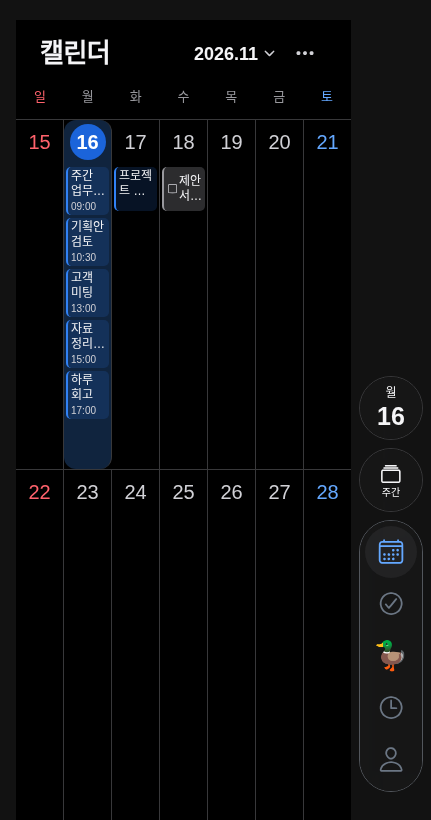 캘린더
2026.11
일 월 화 수 목 금 토
15 16 17 18 19 20 21
주간
업무…
09:00
기획안
검토
10:30
고객
미팅
13:00
자료
정리…
15:00
하루
회고
17:00
프로젝
트 …
제안
서…
22 23 24 25 26 27 28
월
16
주간